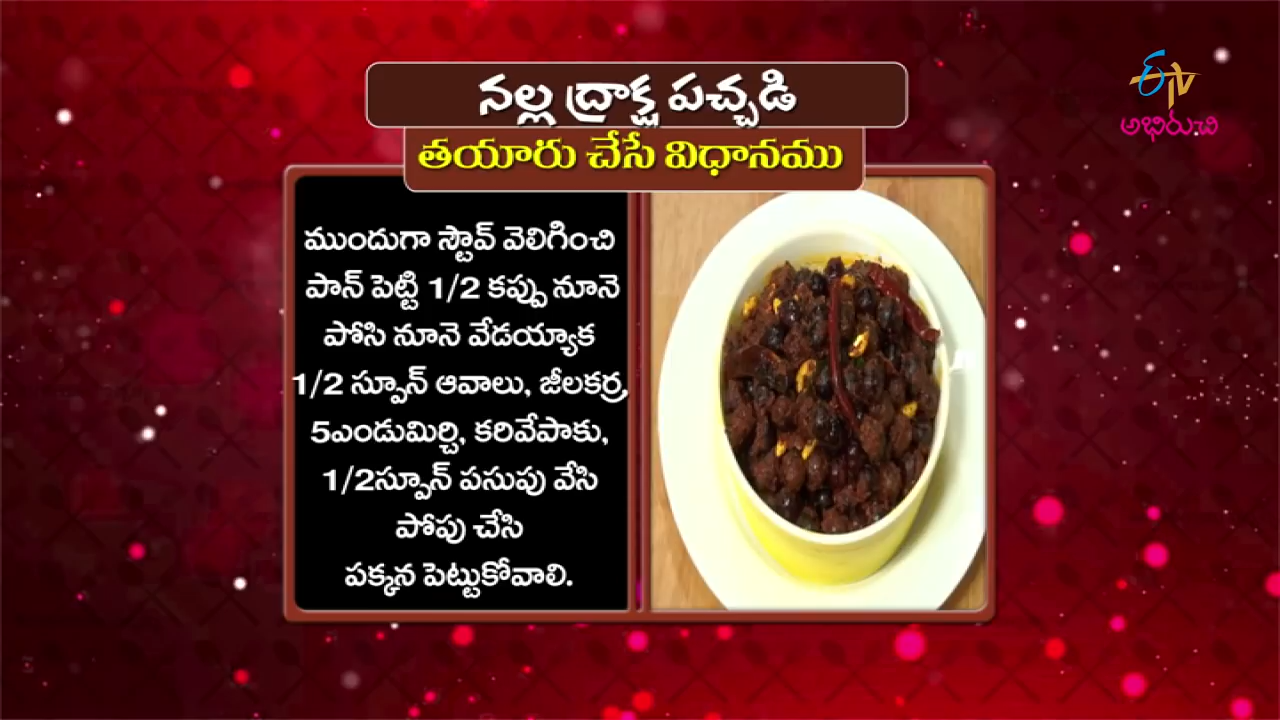 నల్ల ద్రాక్ష పచ్చడి
తయారు చేసే విధానము
ETV
అభిరుచి
ముందుగా స్టౌవ్ వెలిగించి
పాన్ పెట్టి 1/2 కప్పు నూనె
పోసి నూనె వేడయ్యాక
1/2 స్పూన్ ఆవాలు, జీలకర్ర,
5ఎండుమిర్చి, కరివేపాకు,
1/2స్పూన్ పసుపు వేసి
పోపు చేసి
పక్కన పెట్టుకోవాలి.